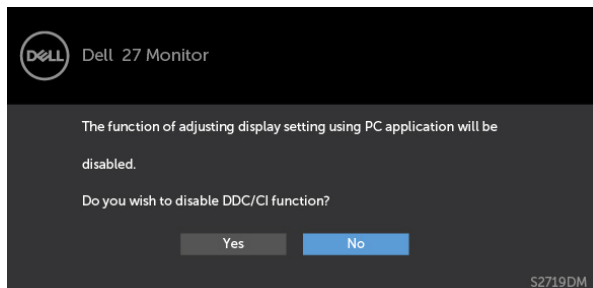 DELL
Dell 27 Monitor
The function of adjusting display setting using PC application will be
disabled.
Do you wish to disable DDC/CI function?
Yes
No
S2719DM